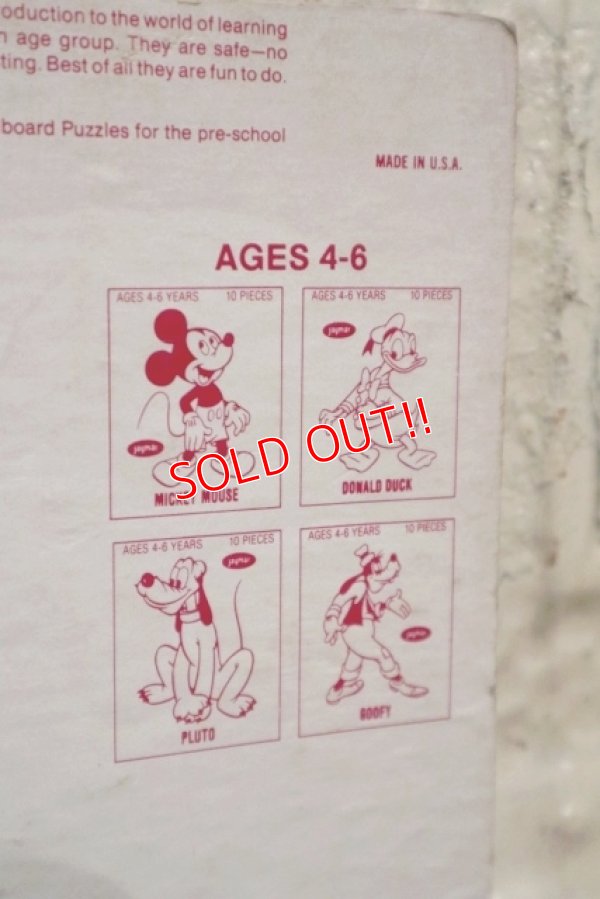 oduction to the world of learning
age group. They are safe—no
ting. Best of all they are fun to do.
board Puzzles for the pre-school
MADE IN U.S.A.
AGES 4-6
AGES 4-6 YEARS 10 PIECES
jaymar
MICKEY MOUSE
AGES 4-6 YEARS 10 PIECES
jaymar
DONALD DUCK
SOLD OUT!!
AGES 4-6 YEARS 10 PIECES
jaymar
PLUTO
AGES 4-6 YEARS 10 PIECES
jaymar
GOOFY